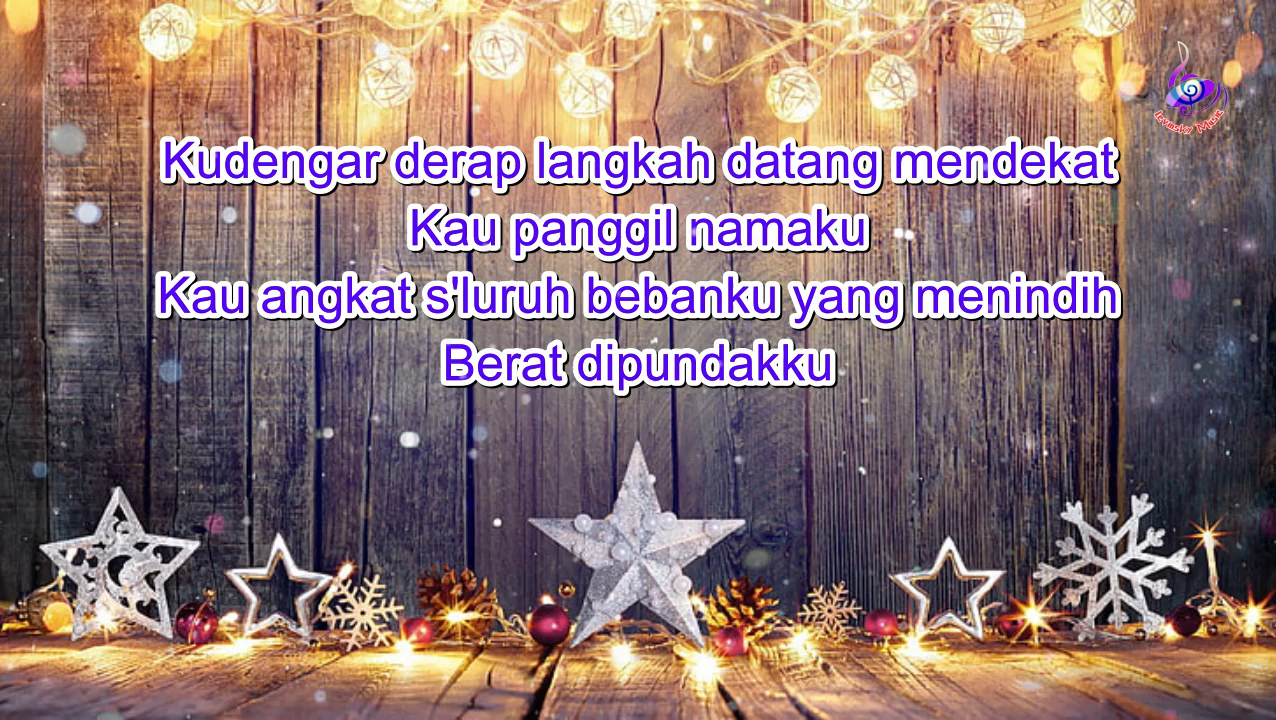 Kudengar derap langkah datang mendekat
Kau panggil namaku
Kau angkat s'luruh bebanku yang menindih
Berat dipundakku